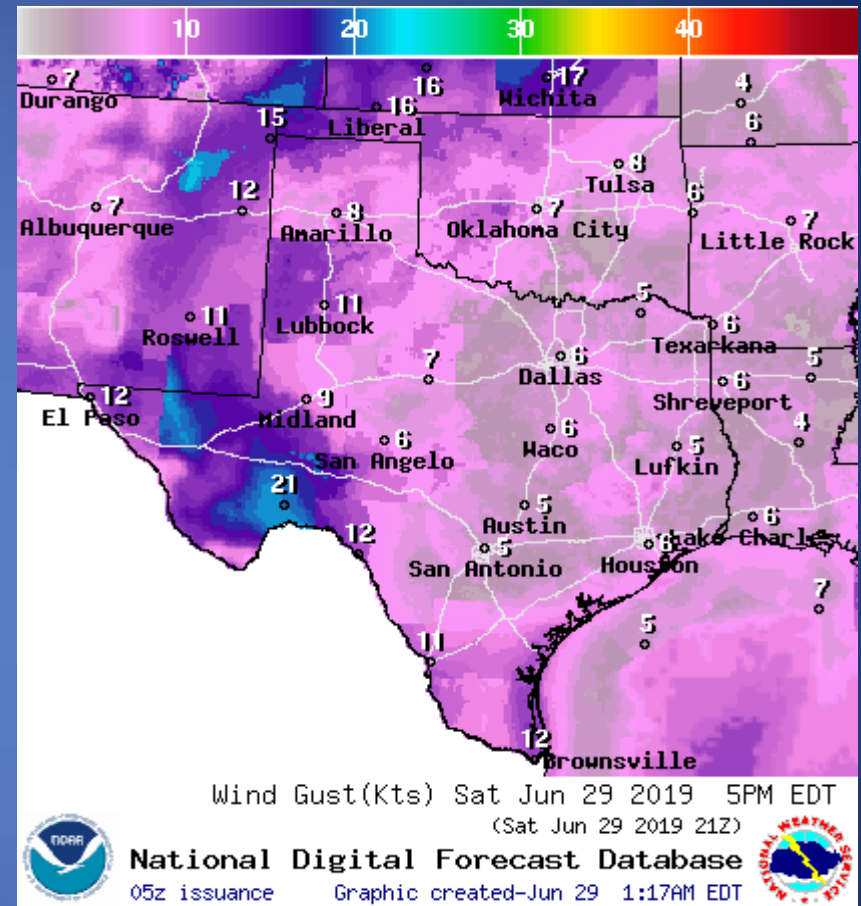 10 20 30 40
7 Durango
16
17 Wichita
16 Liberal
15
4
6
8 Tulsa
7 Albuquerque
12
8 Amarillo
7 Oklahoma City
6
7 Little Rock
11 Roswell
11 Lubbock
5
6 Texarkana
12 El Paso
9 Midland
7
6 Dallas
6 Shreveport
5
6 San Angelo
6 Waco
5 Lufkin
4
21
5 Austin
12
5 San Antonio
6 Houston
6 Lake Charle
7
5
11
12 Brownsville
Wind Gust(Kts) Sat Jun 29 2019 5PM EDT
(Sat Jun 29 2019 21Z)
NOAA
National Digital Forecast Database
05z issuance Graphic created-Jun 29 1:17AM EDT
NATIONAL WEATHER SERVICE